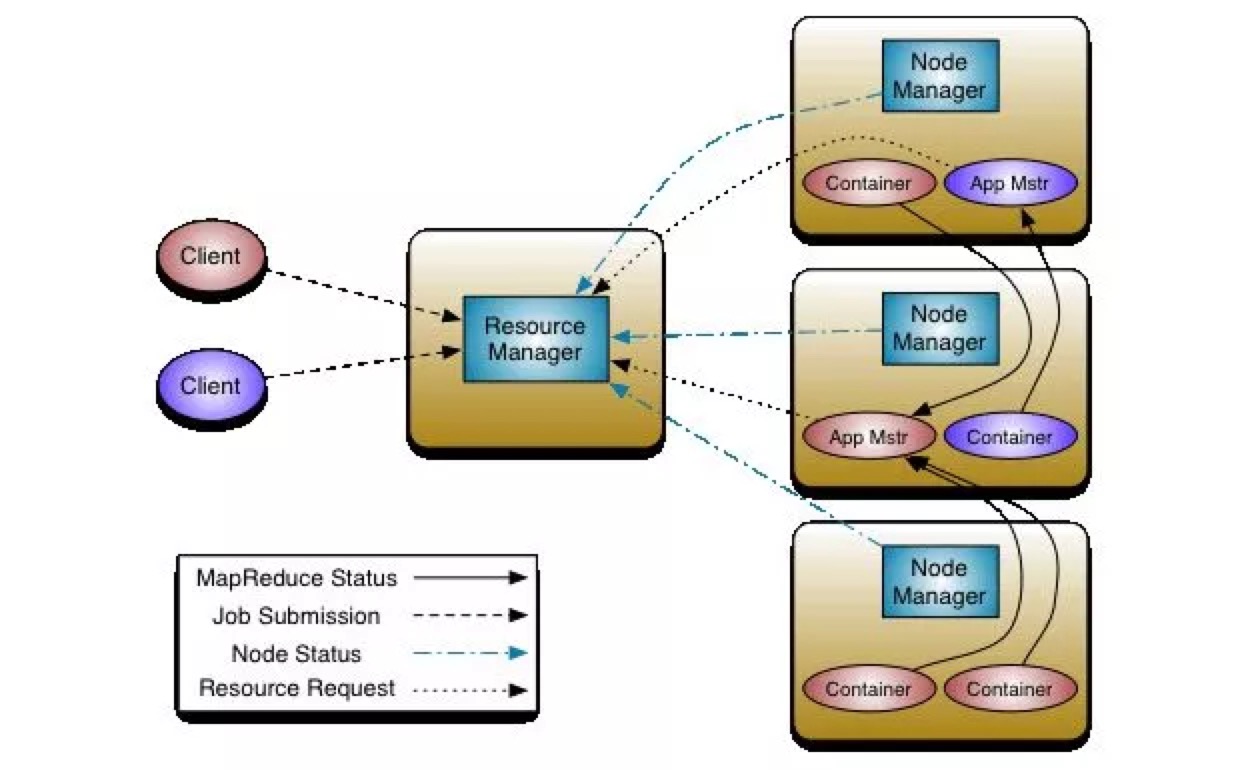 Node
Manager
Container
App Mstr
Client
Client
Resource
Manager
Node
Manager
App Mstr
Container
Node
Manager
Container
Container
MapReduce Status
Job Submission
Node Status
Resource Request